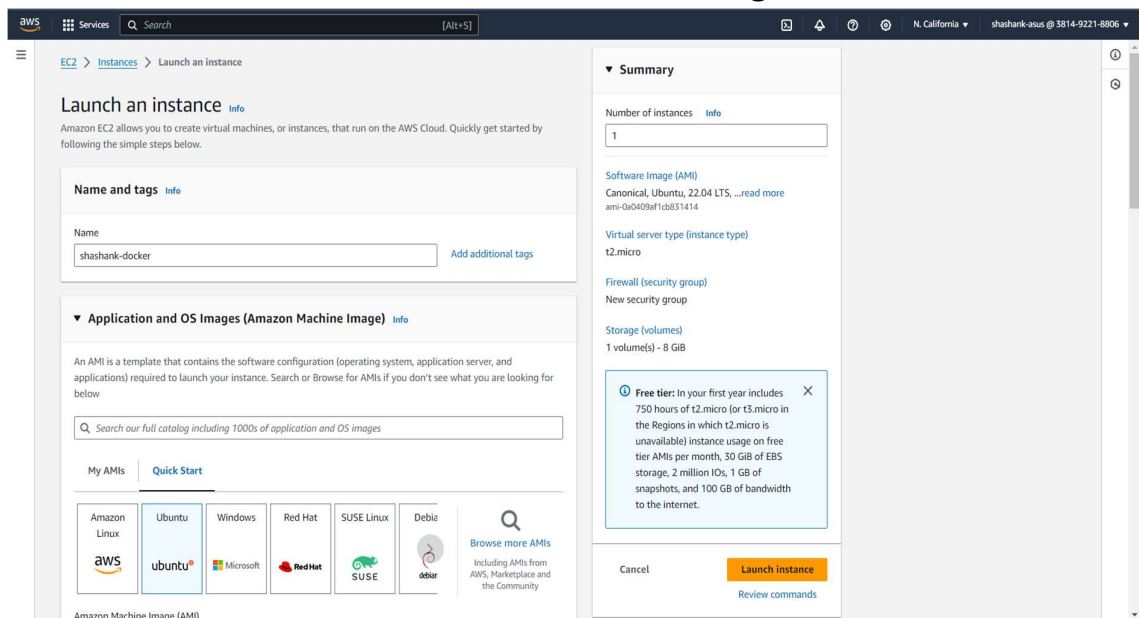 aws
Services
Search
[Alt+S]
N. California
shashank-asus @ 3814-9221-8806
EC2 > Instances > Launch an instance
Launch an instance Info
Amazon EC2 allows you to create virtual machines, or instances, that run on the AWS Cloud. Quickly get started by
following the simple steps below.
Name and tags Info
Name
shashank-docker
Add additional tags
Application and OS Images (Amazon Machine Image) Info
An AMI is a template that contains the software configuration (operating system, application server, and
applications) required to launch your instance. Search or Browse for AMIs if you don't see what you are looking for
below
Search our full catalog including 1000s of application and OS images
My AMIs
Quick Start
Amazon
Linux
aws
Ubuntu
ubuntu®
Windows
Microsoft
Red Hat
Red Hat
SUSE Linux
SUSE
Debia
debiar
Browse more AMIs
Including AMIs from
AWS, Marketplace and
the Community
Amazon Machine Image (AMI)
Summary
Number of instances Info
1
Software Image (AMI)
Canonical, Ubuntu, 22.04 LTS, ...read more
ami-0a0409af1cb831414
Virtual server type (instance type)
t2.micro
Firewall (security group)
New security group
Storage (volumes)
1 volume(s) - 8 GiB
Free tier: In your first year includes
750 hours of t2.micro (or t3.micro in
the Regions in which t2.micro is
unavailable) instance usage on free
tier AMIs per month, 30 GiB of EBS
storage, 2 million IOs, 1 GB of
snapshots, and 100 GB of bandwidth
to the internet.
Cancel
Launch instance
Review commands